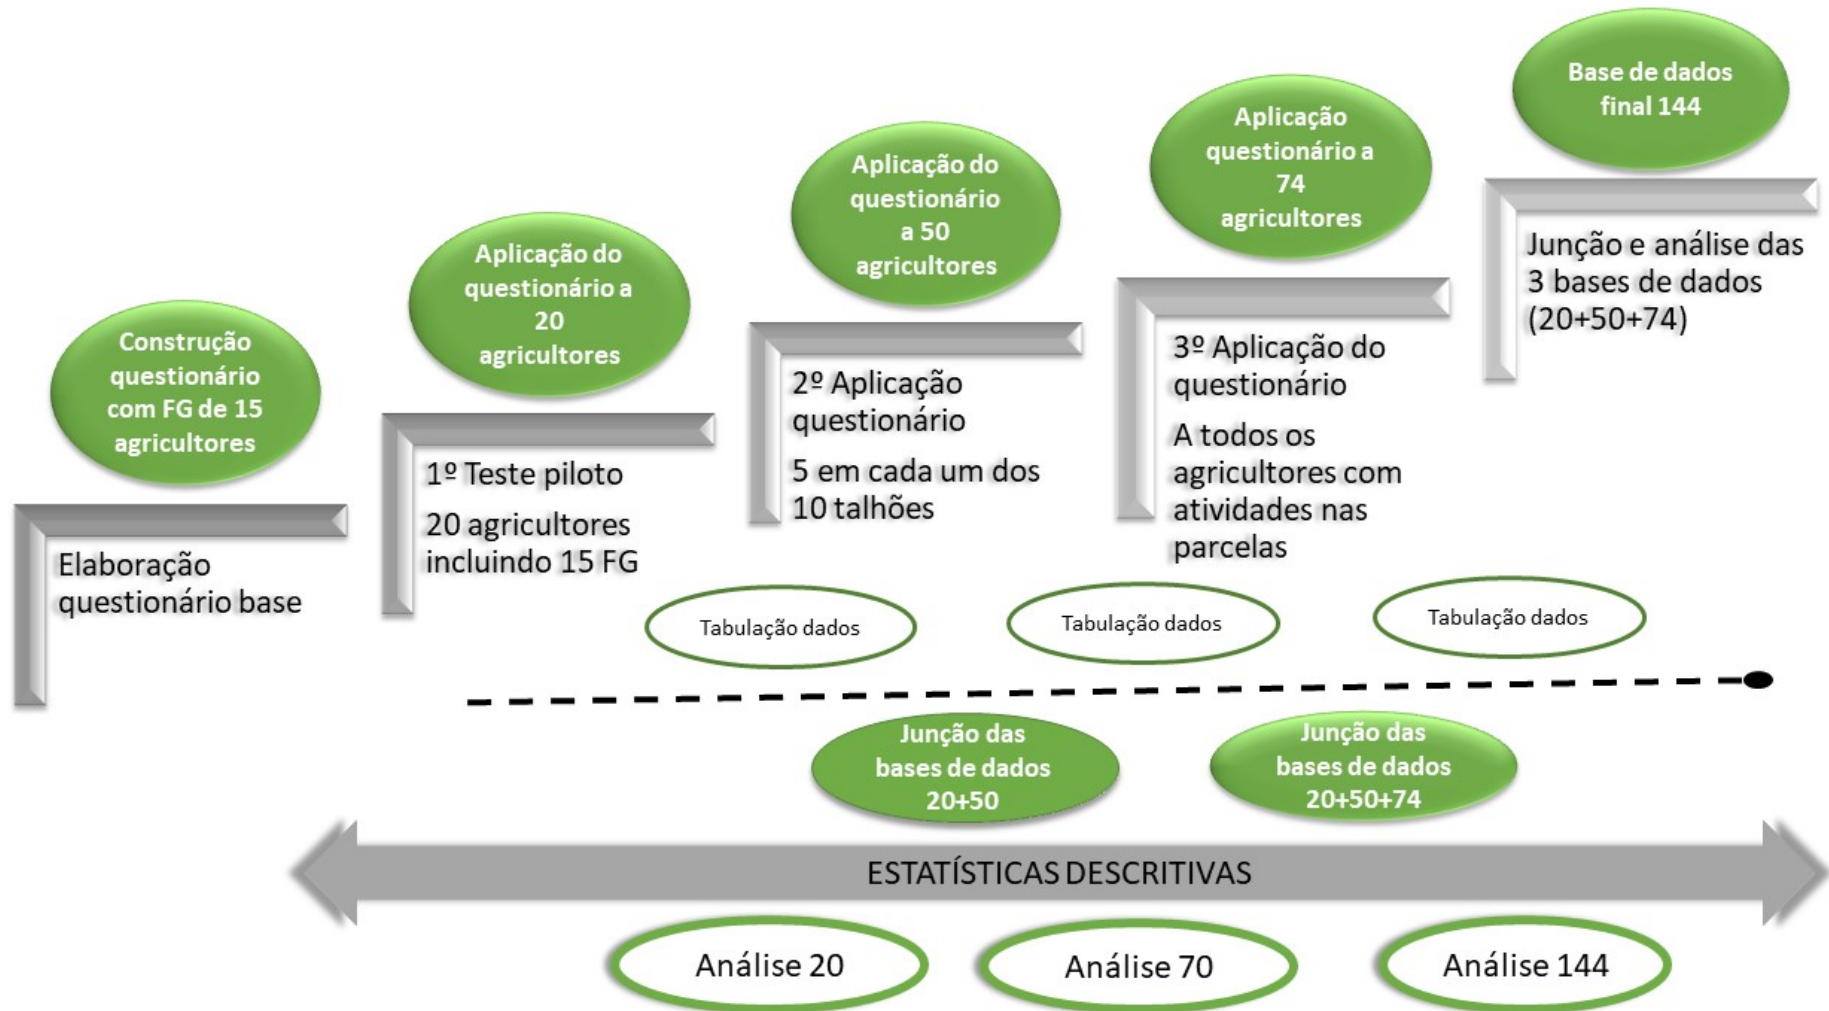 Construção
questionário
com FG de 15
agricultores
Elaboração
questionário base
Aplicação do
questionário a
20
agricultores
1º Teste piloto
20 agricultores
incluindo 15 FG
Aplicação do
questionário
a 50
agricultores
2º Aplicação
questionário
5 em cada um dos
10 talhões
Aplicação
questionário a
74
agricultores
3º Aplicação do
questionário
A todos os
agricultores com
atividades nas
parcelas
Base de dados
final 144
Junção e análise das
3 bases de dados
(20+50+74)
Tabulação dados
Tabulação dados
Tabulação dados
Junção das
bases de dados
20+50
Junção das
bases de dados
20+50+74
ESTATÍSTICAS DESCRITIVAS
Análise 20
Análise 70
Análise 144